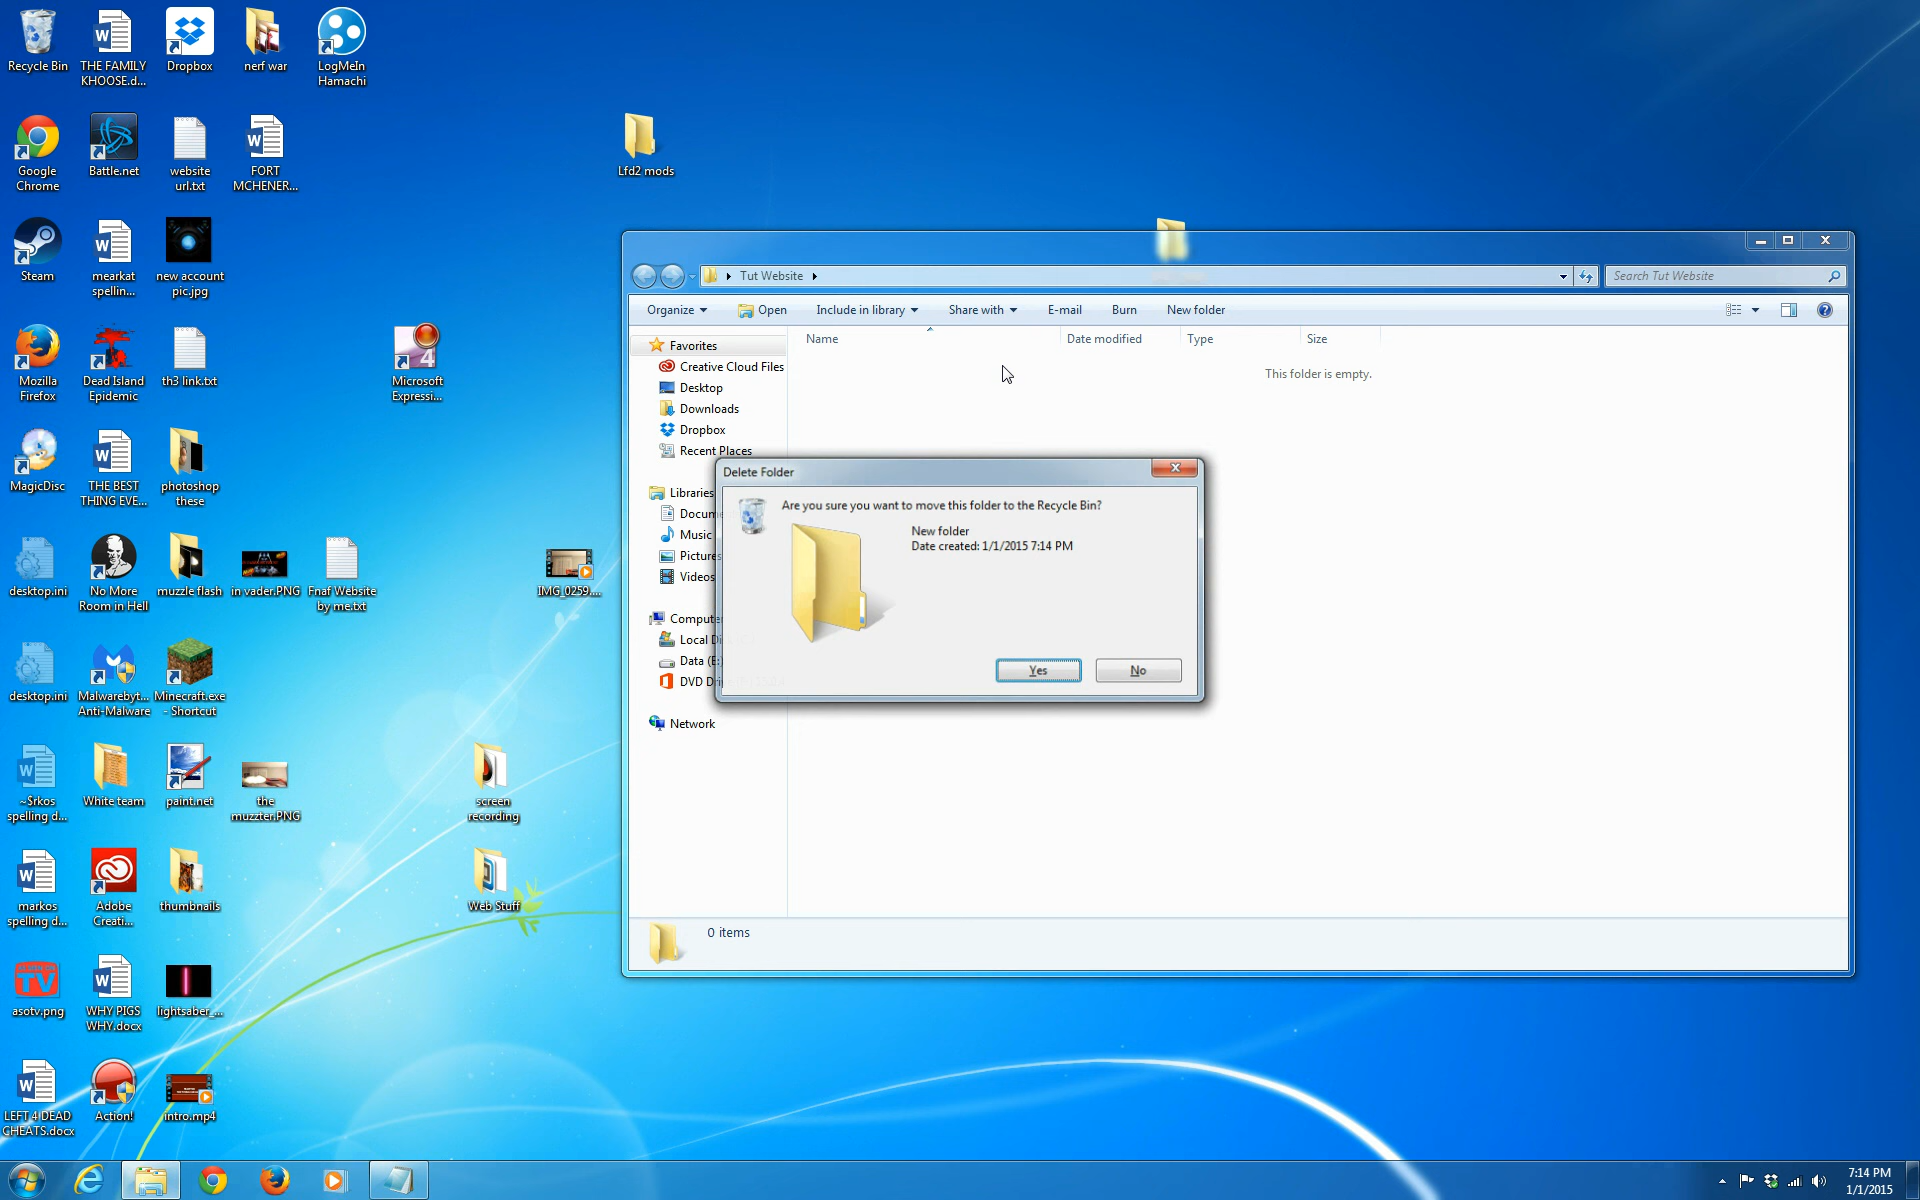 Recycle Bin
THE FAMILY KHOOSE.d...
Dropbox
nerf war
LogMeIn Hamachi
Google Chrome
Battle.net
website url.txt
FORT MCHENER...
Lfd2 mods
Steam
mearkat spellin...
new account pic.jpg
Mozilla Firefox
Dead Island Epidemic
th3 link.txt
Microsoft Expressi...
MagicDisc
THE BEST THING EVE...
photoshop these
desktop.ini
No More Room in Hell
muzzle flash
in vader.PNG
Fnaf Website by me.txt
IMG_0259....
desktop.ini
Malwarebyt... Anti-Malware
Minecraft.exe - Shortcut
~$rkos spelling d...
White team
paint.net
the muzzter.PNG
screen recording
markos spelling d...
Adobe Creati...
thumbnails
Web Stuff
asotv.png
WHY PIGS WHY.docx
lightsaber_...
LEFT 4 DEAD CHEATS.docx
Action!
intro.mp4
Tut Website
Search Tut Website
Organize
Open
Include in library
Share with
E-mail
Burn
New folder
Name
Date modified
Type
Size
This folder is empty.
Favorites
Creative Cloud Files
Desktop
Downloads
Dropbox
Recent Places
Libraries
Docum
Music
Pictures
Videos
Compute
Local Di
Data (E:)
DVD Dri
Network
0 items
Delete Folder
Are you sure you want to move this folder to the Recycle Bin?
New folder
Date created: 1/1/2015 7:14 PM
Yes
No
7:14 PM
1/1/2015